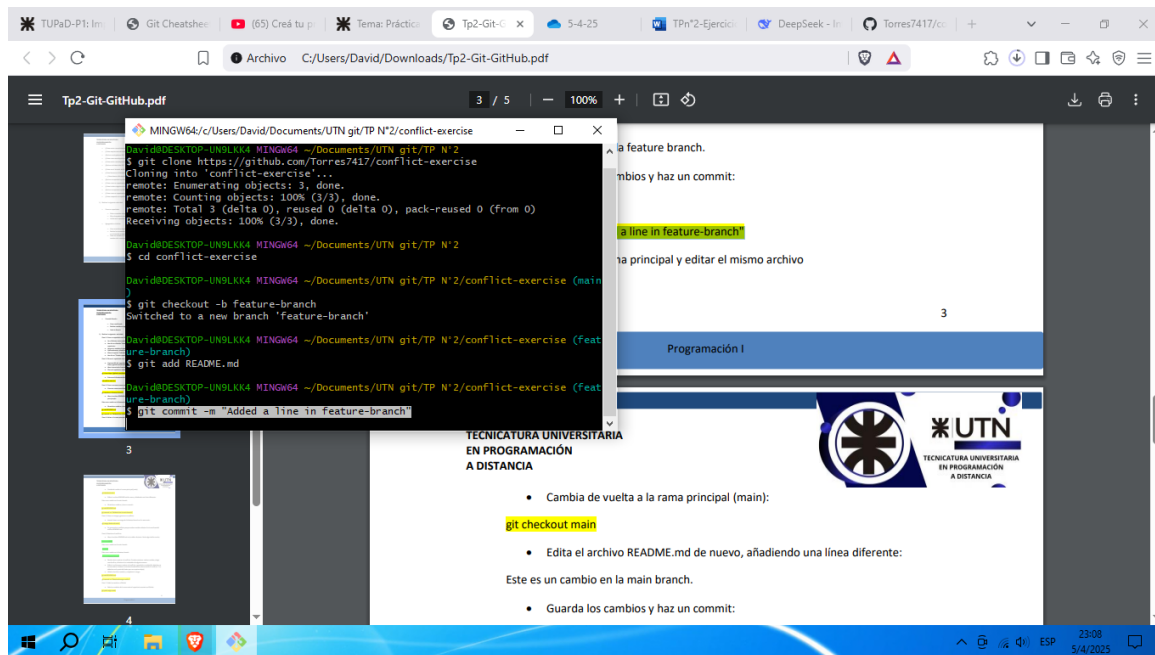 TUPaD-P1: Im
Git Cheatshee
(65) Creá tu p
Tema: Práctica
Tp2-Git-G
5-4-25
TPn°2-Ejercici
DeepSeek - In
Torres7417/co
Archivo C:/Users/David/Downloads/Tp2-Git-GitHub.pdf
Tp2-Git-GitHub.pdf
3 / 5
100%
MINGW64:/c/Users/David/Documents/UTN git/TP N°2/conflict-exercise
David@DESKTOP-UN9LKK4 MINGW64 ~/Documents/UTN git/TP N°2
$ git clone https://github.com/Torres7417/conflict-exercise
Cloning into 'conflict-exercise'...
remote: Enumerating objects: 3, done.
remote: Counting objects: 100% (3/3), done.
remote: Total 3 (delta 0), reused 0 (delta 0), pack-reused 0 (from 0)
Receiving objects: 100% (3/3), done.
David@DESKTOP-UN9LKK4 MINGW64 ~/Documents/UTN git/TP N°2
$ cd conflict-exercise
David@DESKTOP-UN9LKK4 MINGW64 ~/Documents/UTN git/TP N°2/conflict-exercise (main
)
$ git checkout -b feature-branch
Switched to a new branch 'feature-branch'
David@DESKTOP-UN9LKK4 MINGW64 ~/Documents/UTN git/TP N°2/conflict-exercise (feat
ure-branch)
$ git add README.md
David@DESKTOP-UN9LKK4 MINGW64 ~/Documents/UTN git/TP N°2/conflict-exercise (feat
ure-branch)
$ git commit -m "Added a line in feature-branch"
a feature branch.
mbios y haz un commit:
a line in feature-branch"
na principal y editar el mismo archivo
3
Programación I
TECNICATURA UNIVERSITARIA
EN PROGRAMACIÓN
A DISTANCIA
UTN
TECNICATURA UNIVERSITARIA
EN PROGRAMACIÓN
A DISTANCIA
• Cambia de vuelta a la rama principal (main):
git checkout main
• Edita el archivo README.md de nuevo, añadiendo una línea diferente:
Este es un cambio en la main branch.
• Guarda los cambios y haz un commit:
3
4
ESP
23:08
5/4/2025